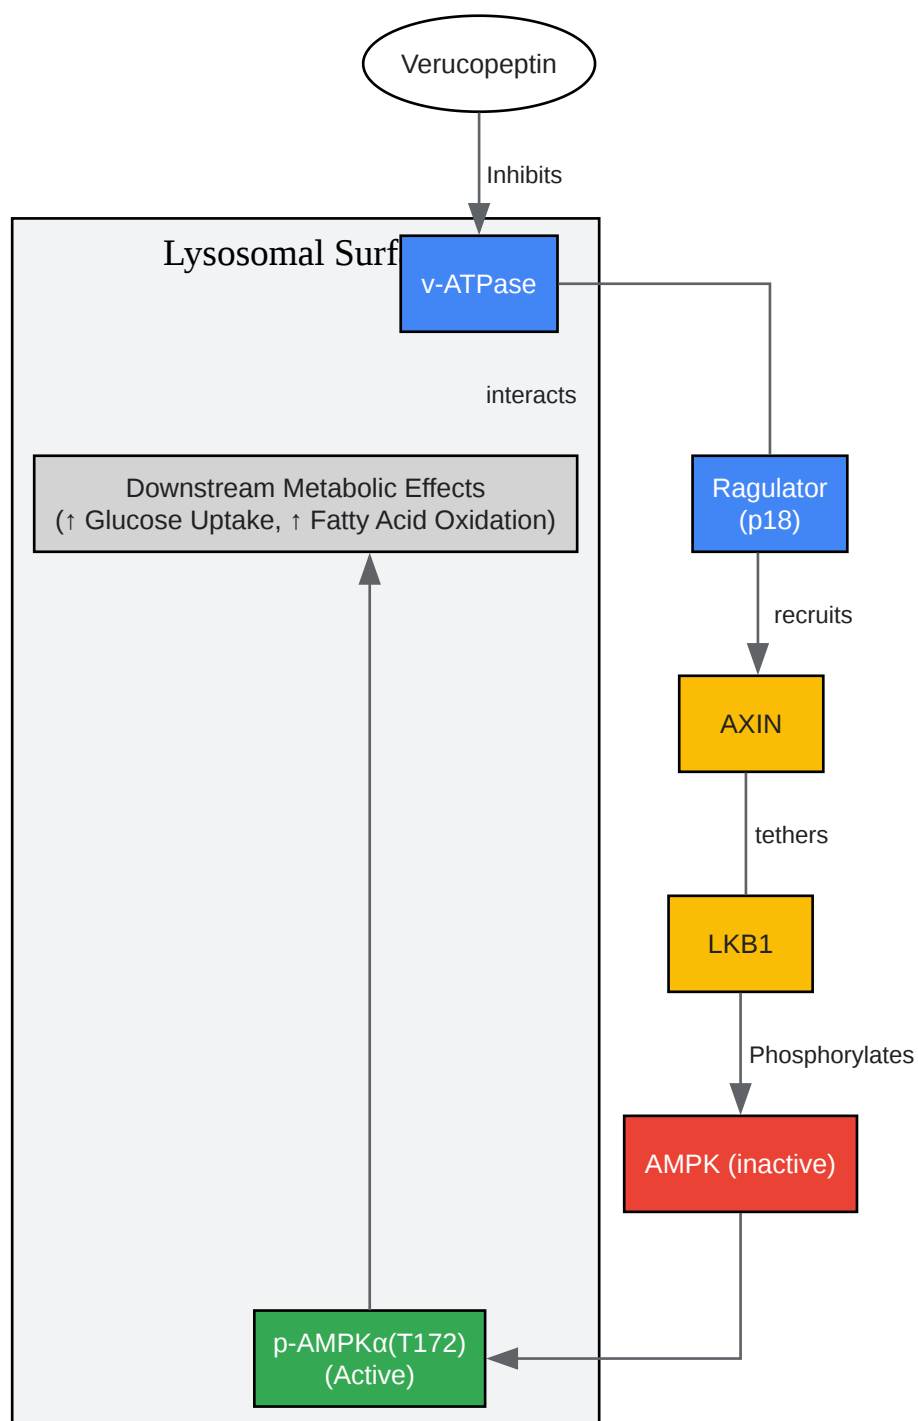 Verucopeptin
Inhibits
Lysosomal Surf
v-ATPase
interacts
Downstream Metabolic Effects
(↑ Glucose Uptake, ↑ Fatty Acid Oxidation)
Ragulator
(p18)
recruits
AXIN
tethers
LKB1
Phosphorylates
AMPK (inactive)
p-AMPKα(T172)
(Active)